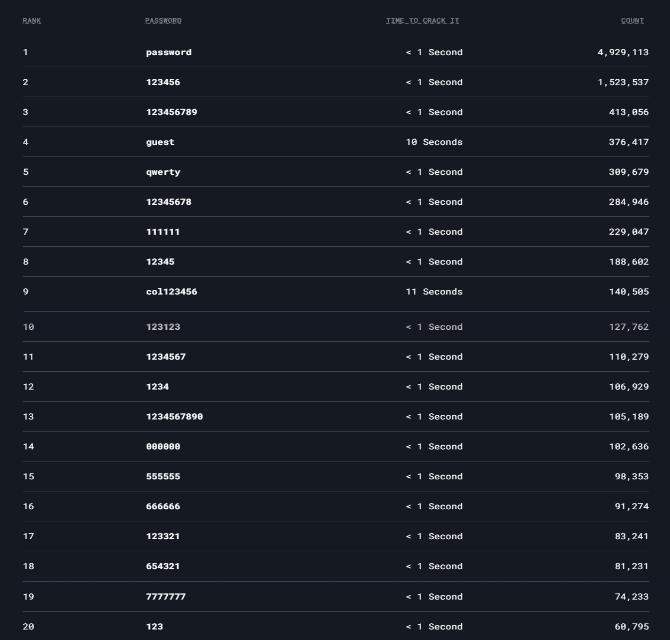 RANK PASSWORD TIME TO CRACK IT COUNT
1 password < 1 Second 4,929,113
2 123456 < 1 Second 1,523,537
3 123456789 < 1 Second 413,056
4 guest 10 Seconds 376,417
5 qwerty < 1 Second 309,679
6 12345678 < 1 Second 284,946
7 111111 < 1 Second 229,047
8 12345 < 1 Second 188,602
9 col123456 11 Seconds 140,505
10 123123 < 1 Second 127,762
11 1234567 < 1 Second 110,279
12 1234 < 1 Second 106,929
13 1234567890 < 1 Second 105,189
14 000000 < 1 Second 102,636
15 555555 < 1 Second 98,353
16 666666 < 1 Second 91,274
17 123321 < 1 Second 83,241
18 654321 < 1 Second 81,231
19 7777777 < 1 Second 74,233
20 123 < 1 Second 60,795